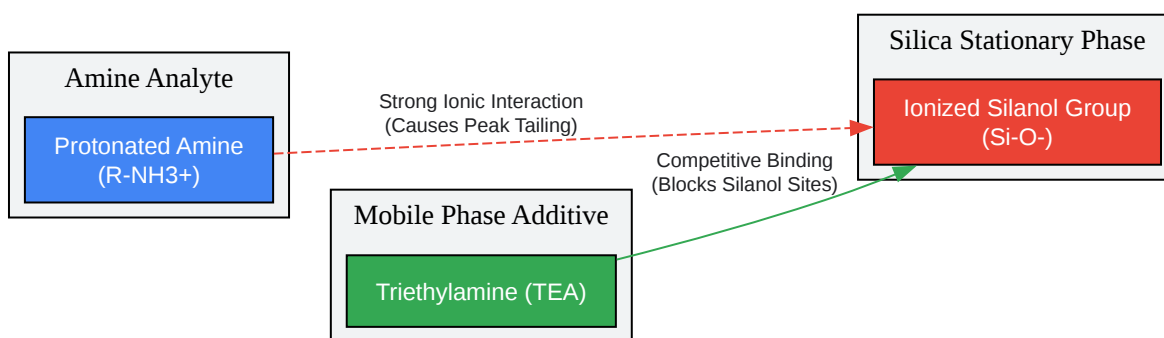 Amine Analyte
Protonated Amine
(R-NH3+)
Strong Ionic Interaction
(Causes Peak Tailing)
Silica Stationary Phase
Ionized Silanol Group
(Si-O-)
Competitive Binding
(Blocks Silanol Sites)
Mobile Phase Additive
Triethylamine (TEA)